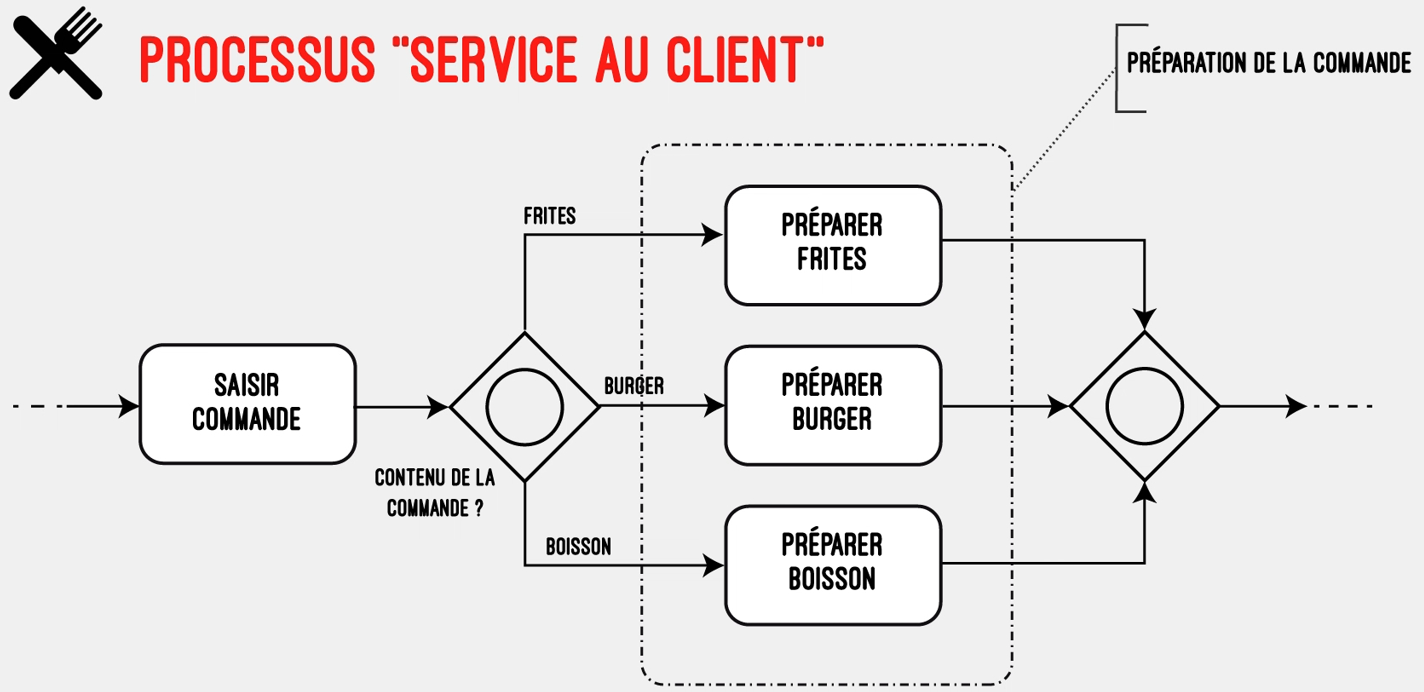 PROCESSUS "SERVICE AU CLIENT"
PRÉPARATION DE LA COMMANDE
FRITES
PRÉPARER
FRITES
SAISIR
COMMANDE
BURGER
PRÉPARER
BURGER
CONTENU DE LA
COMMANDE ?
BOISSON
PRÉPARER
BOISSON